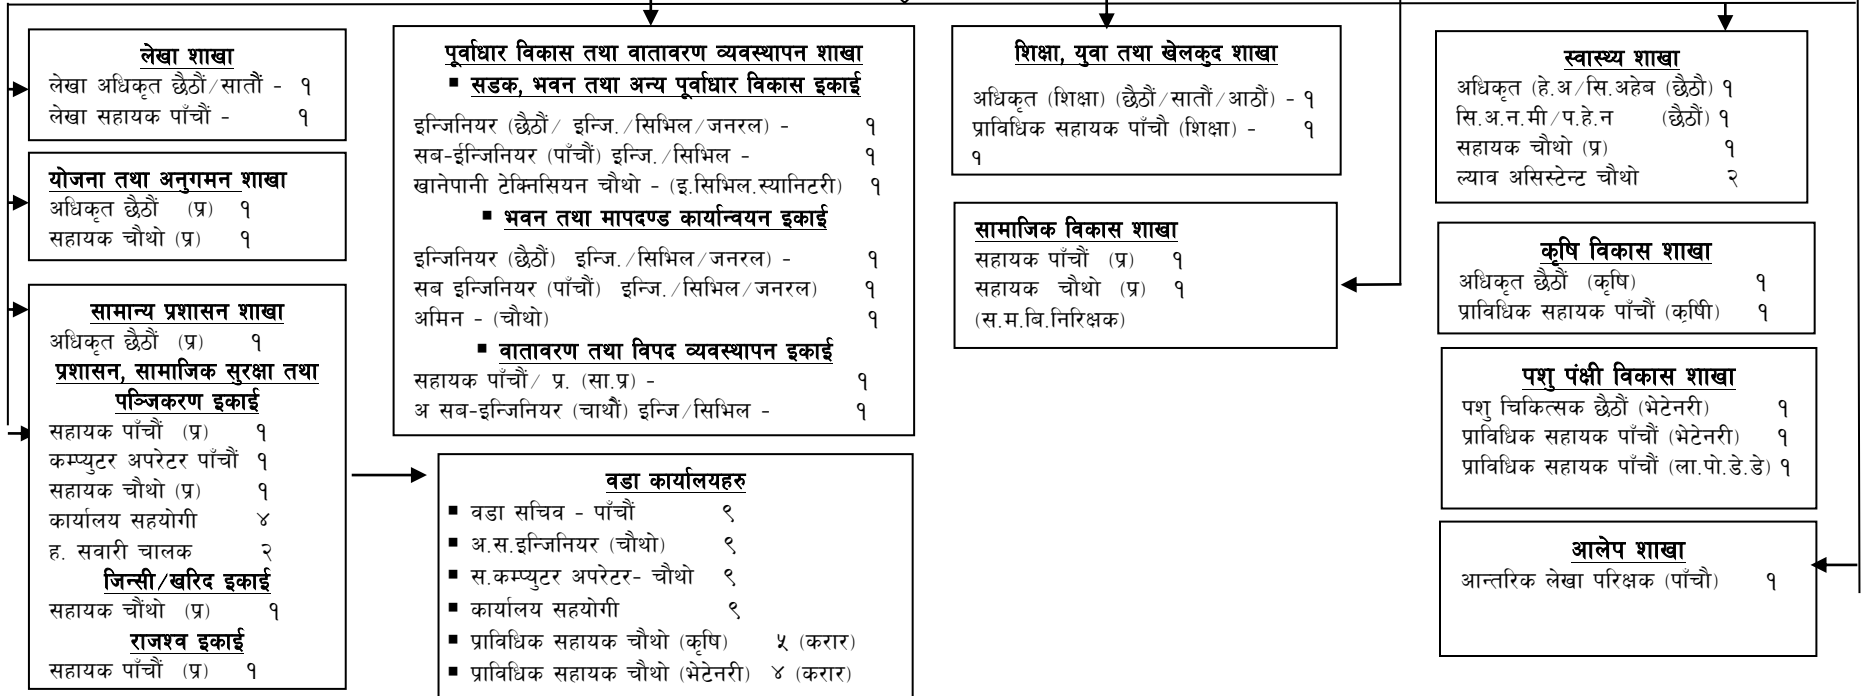 लेखा शाखा
लेखा अधिकृत छैठौं/सातौं - १
लेखा सहायक पाँचौं - १
योजना तथा अनुगमन शाखा
अधिकृत छैठौं (प्र) १
सहायक चौथो (प्र) १
सामान्य प्रशासन शाखा
अधिकृत छैठौं (प्र) १
प्रशासन, सामाजिक सुरक्षा तथा
पञ्जिकरण इकाई
सहायक पाँचौं (प्र) १
कम्प्युटर अपरेटर पाँचौं १
सहायक चौथो (प्र) १
कार्यालय सहयोगी ४
ह. सवारी चालक २
जिन्सी/खरिद इकाई
सहायक चौंथो (प्र) १
राजश्व इकाई
सहायक पाँचौं (प्र) १
पूर्वाधार विकास तथा वातावरण व्यवस्थापन शाखा
▪ सडक, भवन तथा अन्य पूर्वाधार विकास इकाई
इन्जिनियर (छैठौं/ इन्जि./सिभिल/जनरल) - १
सब-ईन्जिनियर (पाँचौं) इन्जि./सिभिल - १
खानेपानी टेक्निसियन चौथो - (इ.सिभिल.स्यानिटरी) १
▪ भवन तथा मापदण्ड कार्यान्वयन इकाई
इन्जिनियर (छैठौं) इन्जि./सिभिल/जनरल) - १
सब इन्जिनियर (पाँचौं) इन्जि./सिभिल/जनरल) १
अमिन - (चौथो) १
▪ वातावरण तथा विपद व्यवस्थापन इकाई
सहायक पाँचौं/ प्र. (सा.प्र) - १
अ सब-इन्जिनियर (चाथौं) इन्जि/सिभिल - १
वडा कार्यालयहरु
▪ वडा सचिव - पाँचौं ९
▪ अ.स.इन्जिनियर (चौथो) ९
▪ स.कम्प्युटर अपरेटर- चौथो ९
▪ कार्यालय सहयोगी ९
▪ प्राविधिक सहायक चौथो (कृषि) ५ (करार)
▪ प्राविधिक सहायक चौथो (भेटेनरी) ४ (करार)
शिक्षा, युवा तथा खेलकुद शाखा
अधिकृत (शिक्षा) (छैठौं/सातौं/आठौं) - १
प्राविधिक सहायक पाँचौ (शिक्षा) - १
१
सामाजिक विकास शाखा
सहायक पाँचौं (प्र) १
सहायक चौथो (प्र) १
(स.म.बि.निरिक्षक)
स्वास्थ्य शाखा
अधिकृत (हे.अ/सि.अहेब (छैठौ) १
सि.अ.न.मी/प.हे.न (छैठौं) १
सहायक चौथो (प्र) १
ल्याव असिस्टेन्ट चौथो २
कृषि विकास शाखा
अधिकृत छैठौं (कृषि) १
प्राविधिक सहायक पाँचौं (कृषिी) १
पशु पंक्षी विकास शाखा
पशु चिकित्सक छैठौं (भेटेनरी) १
प्राविधिक सहायक पाँचौं (भेटेनरी) १
प्राविधिक सहायक पाँचौं (ला.पो.डे.डे) १
आलेप शाखा
आन्तरिक लेखा परिक्षक (पाँचौ) १